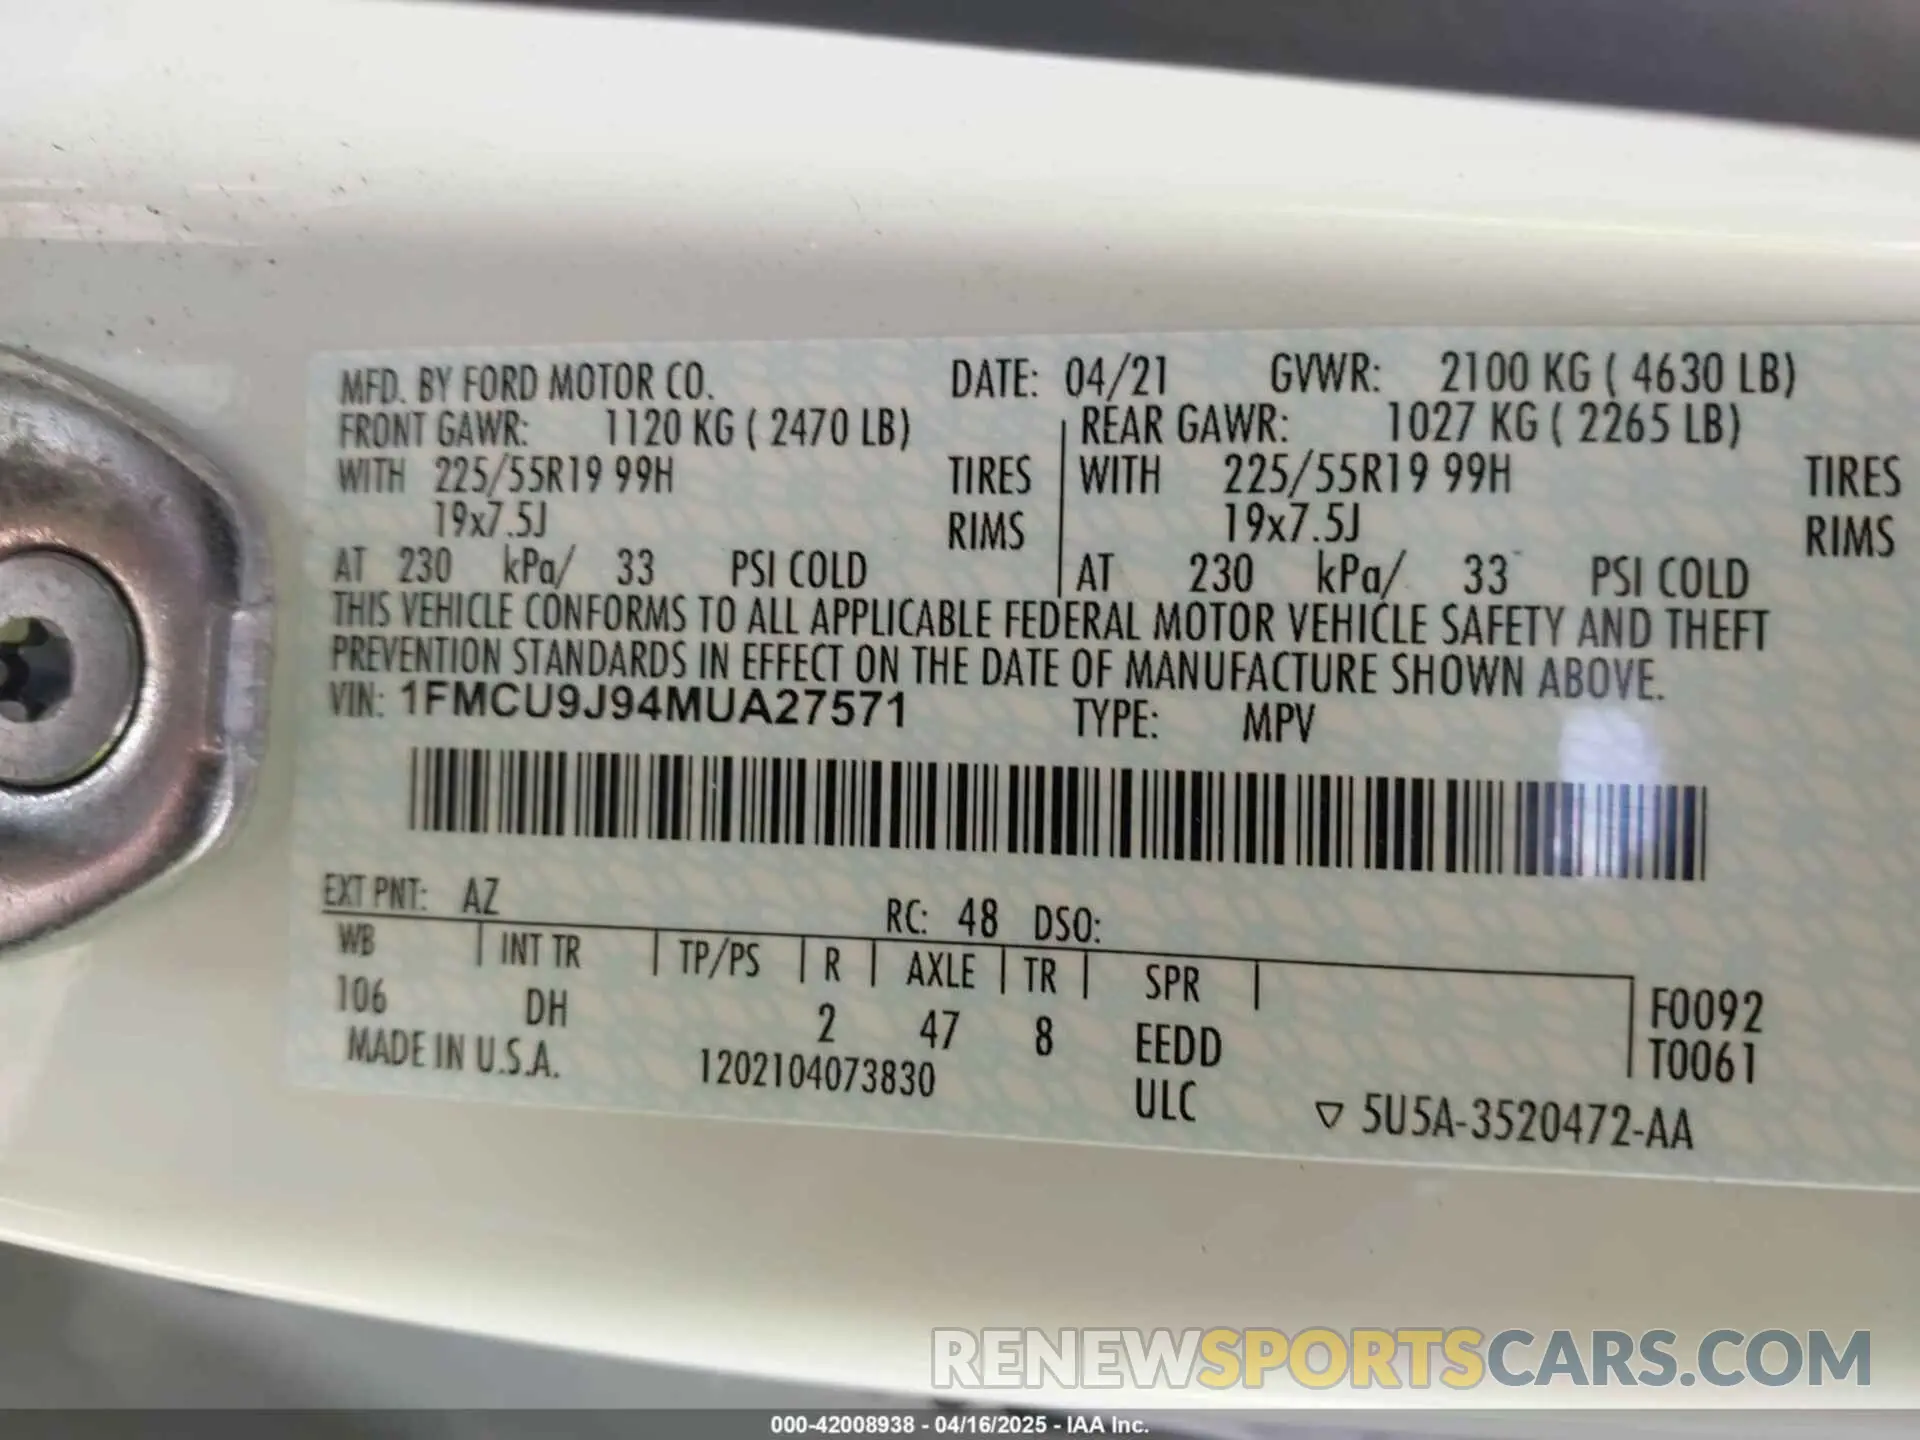 MFD. BY FORD MOTOR CO. DATE: 04/21 GVWR: 2100 KG ( 4630 LB)
FRONT GAWR: 1120 KG ( 2470 LB) REAR GAWR: 1027 KG ( 2265 LB)
WITH 225/55R19 99H TIRES WITH 225/55R19 99H TIRES
19x7.5J RIMS 19x7.5J RIMS
AT 230 kPa/ 33 PSI COLD AT 230 kPa/ 33 PSI COLD
THIS VEHICLE CONFORMS TO ALL APPLICABLE FEDERAL MOTOR VEHICLE SAFETY AND THEFT
PREVENTION STANDARDS IN EFFECT ON THE DATE OF MANUFACTURE SHOWN ABOVE.
VIN: 1FMCU9J94MUA27571 TYPE: MPV
EXT PNT: AZ RC: 48 DSO:
WB INT TR TP/PS R AXLE TR SPR
106 DH 2 47 8 EEDD F0092
T0061
MADE IN U.S.A. 1202104073830 ULC ▽ 5U5A-3520472-AA
RENEWSPORTSCARS.COM
000-42008938 - 04/16/2025 - IAA Inc.